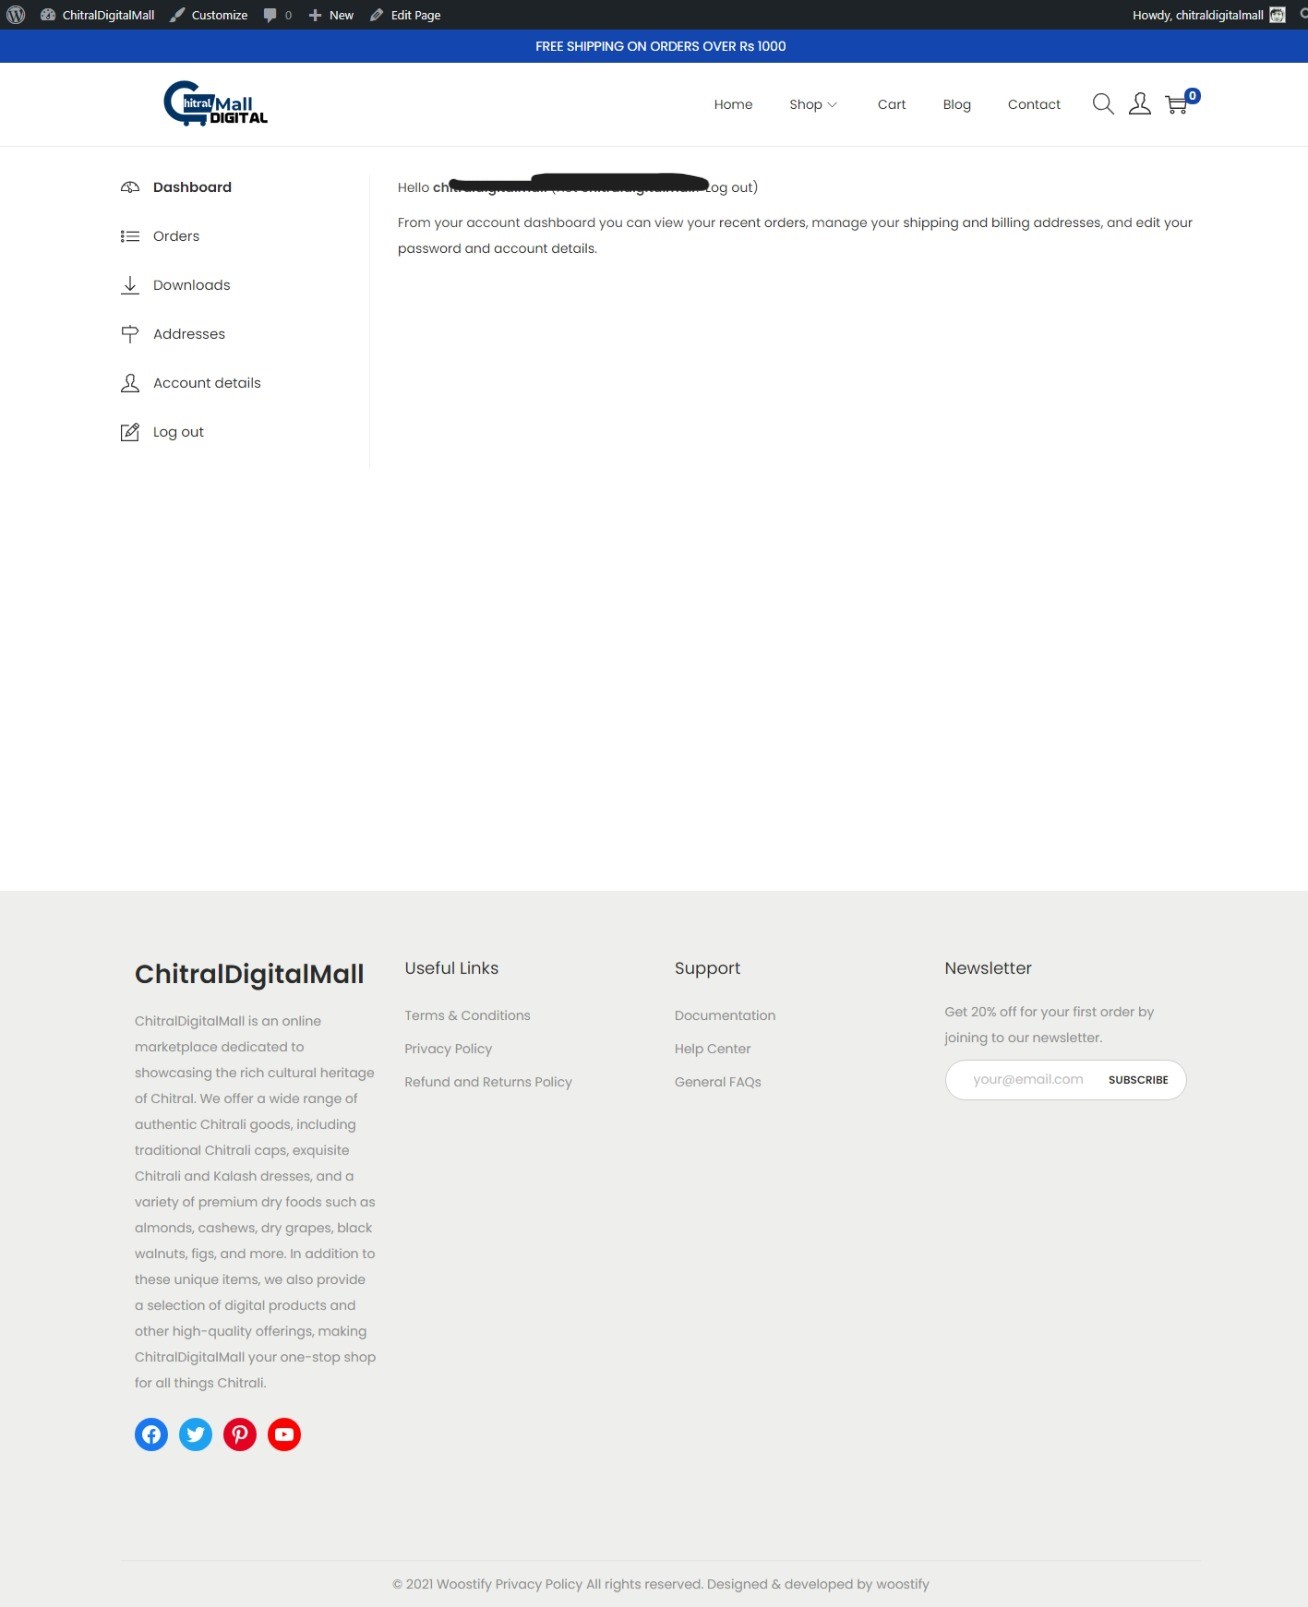 ChitralDigitalMall Customize 0 New Edit Page Howdy, chitraldigitalmall
FREE SHIPPING ON ORDERS OVER Rs 1000
Chitral Mall
DIGITAL
Home Shop Cart Blog Contact 0
Dashboard
Orders
Downloads
Addresses
Account details
Log out
Hello Log out)
From your account dashboard you can view your recent orders, manage your shipping and billing addresses, and edit your
password and account details.
ChitralDigitalMall
ChitralDigitalMall is an online
marketplace dedicated to
showcasing the rich cultural heritage
of Chitral. We offer a wide range of
authentic Chitrali goods, including
traditional Chitrali caps, exquisite
Chitrali and Kalash dresses, and a
variety of premium dry foods such as
almonds, cashews, dry grapes, black
walnuts, figs, and more. In addition to
these unique items, we also provide
a selection of digital products and
other high-quality offerings, making
ChitralDigitalMall your one-stop shop
for all things Chitrali.
Useful Links
Terms & Conditions
Privacy Policy
Refund and Returns Policy
Support
Documentation
Help Center
General FAQs
Newsletter
Get 20% off for your first order by
joining to our newsletter.
your@email.com SUBSCRIBE
© 2021 Woostify Privacy Policy All rights reserved. Designed & developed by woostify